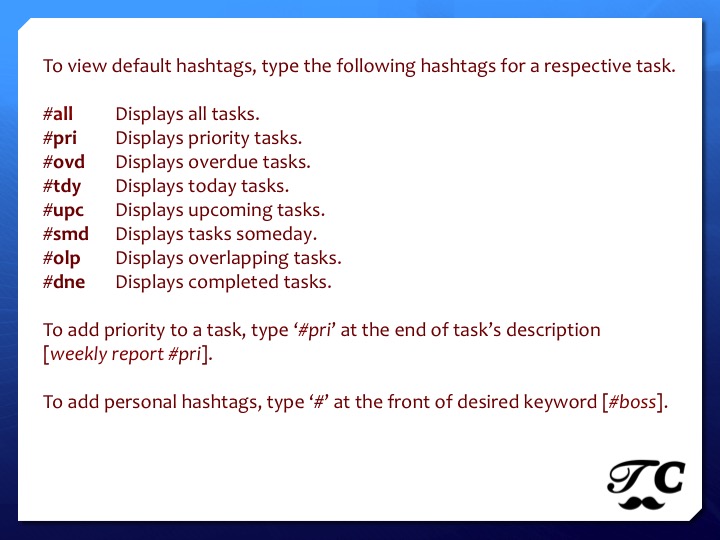 To view default hashtags, type the following hashtags for a respective task.
#all Displays all tasks.
#pri Displays priority tasks.
#ovd Displays overdue tasks.
#tdy Displays today tasks.
#upc Displays upcoming tasks.
#smd Displays tasks someday.
#olp Displays overlapping tasks.
#dne Displays completed tasks.
To add priority to a task, type ‘#pri’ at the end of task’s description
[weekly report #pri].
To add personal hashtags, type ‘#’ at the front of desired keyword [#boss].
TC